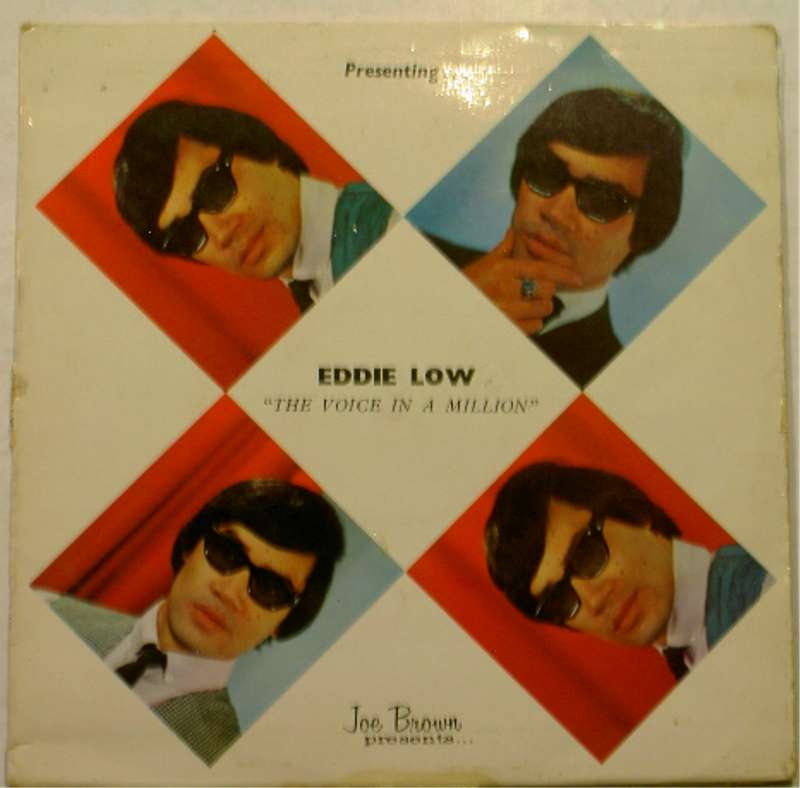 Presenting
EDDIE LOW
"THE VOICE IN A MILLION"
Joe Brown
presents...